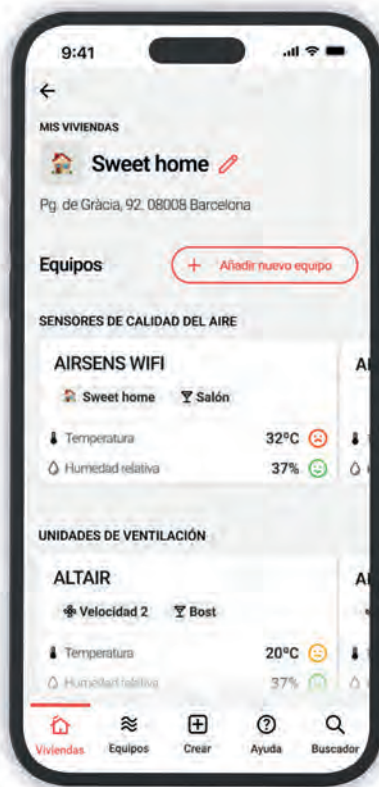 9:41
MIS VIVIENDAS
Sweet home
Pg. de Gràcia, 92, 08008 Barcelona
Equipos + Añadir nuevo equipo
SENSORES DE CALIDAD DEL AIRE
AIRSENS WIFI
Sweet home Salón
Temperatura 32ºC
Humedad relativa 37%
UNIDADES DE VENTILACIÓN
ALTAIR
Velocidad 2 Bost
Temperatura 20ºC
Humedad relativa 37%
Viviendas Equipos Crear Ayuda Buscador